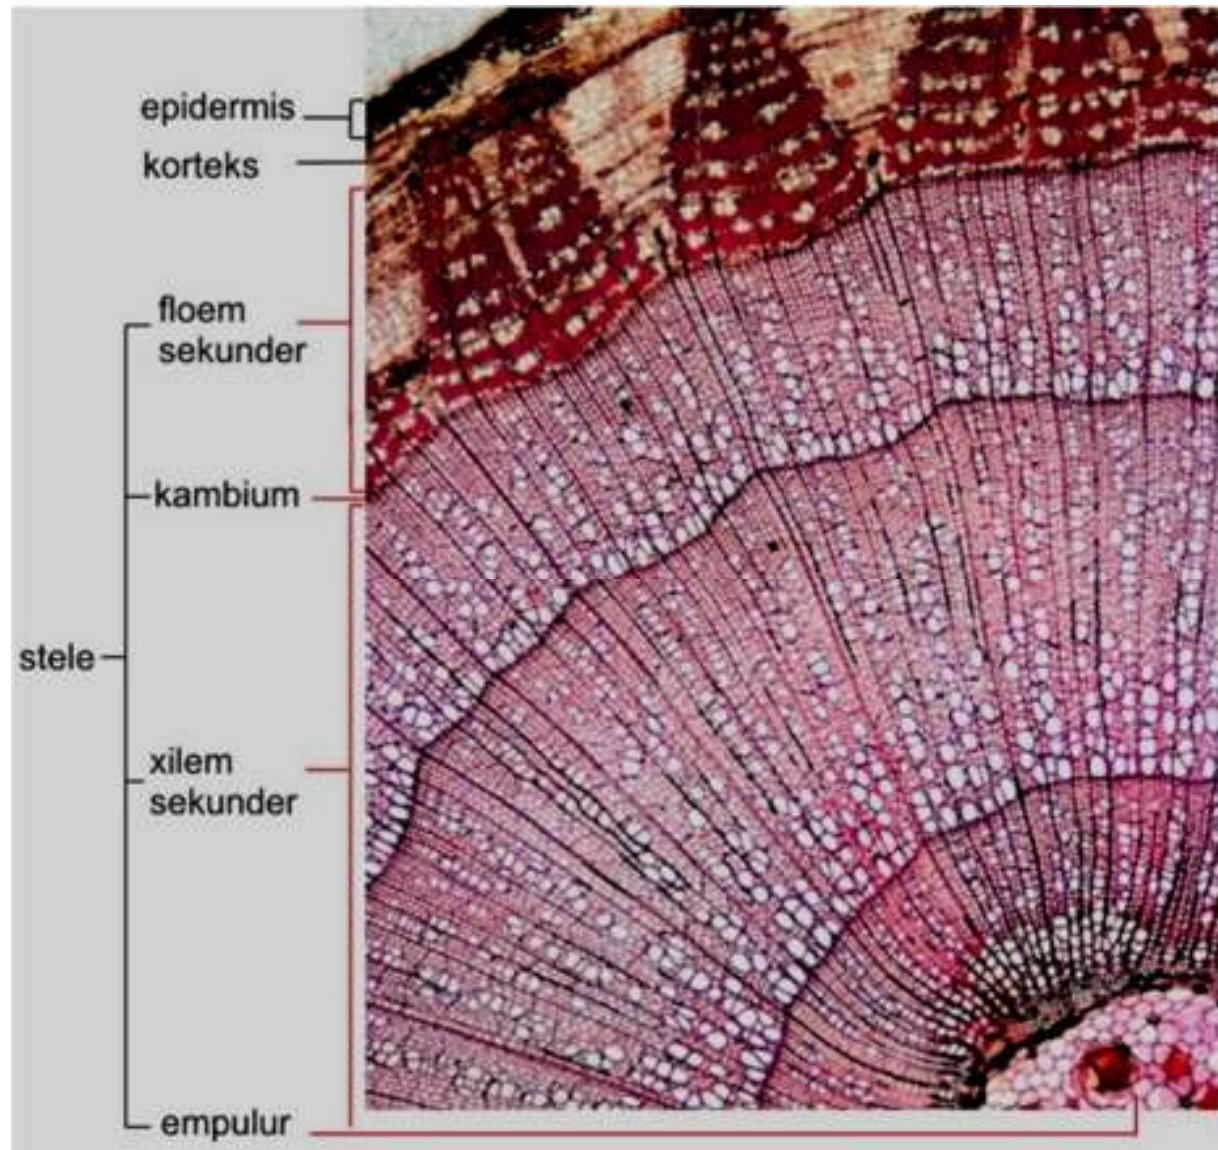 epidermis
korteks
floem
sekunder
kambium
stele
xilem
sekunder
empulur